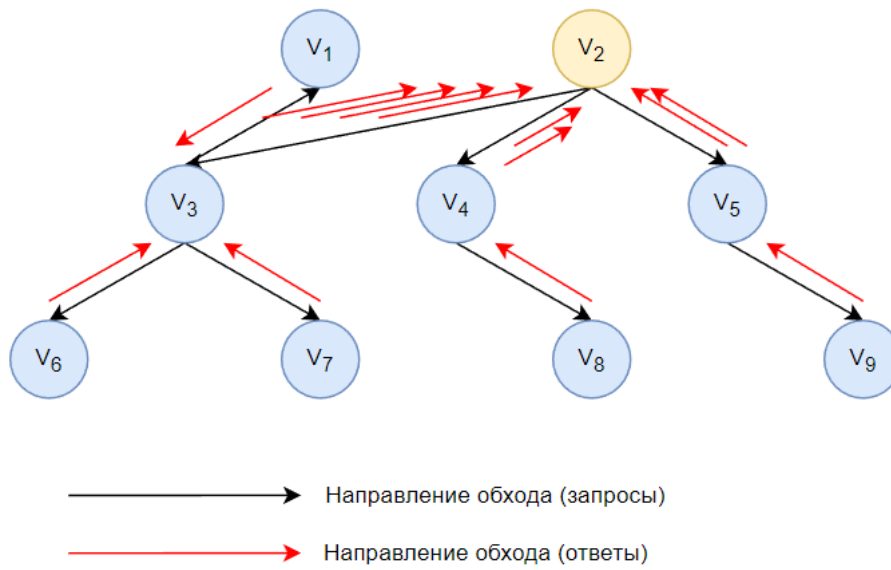 V1 V2
V3 V4 V5
V6 V7 V8 V9
Направление обхода (запросы)
Направление обхода (ответы)